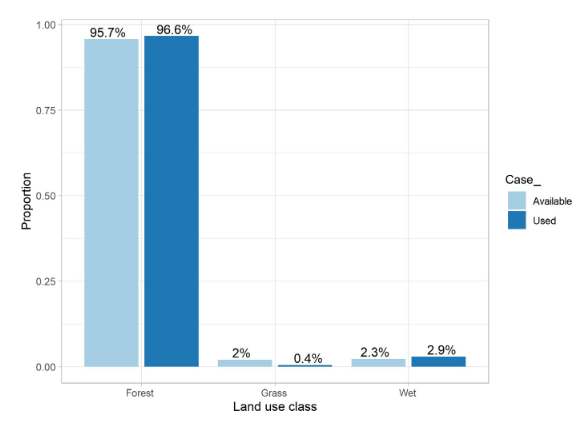 1.00
0.75
0.50
0.25
0.00
Proportion
95.7%
96.6%
2%
0.4%
2.3%
2.9%
Forest
Grass
Wet
Land use class
Case_
Available
Used